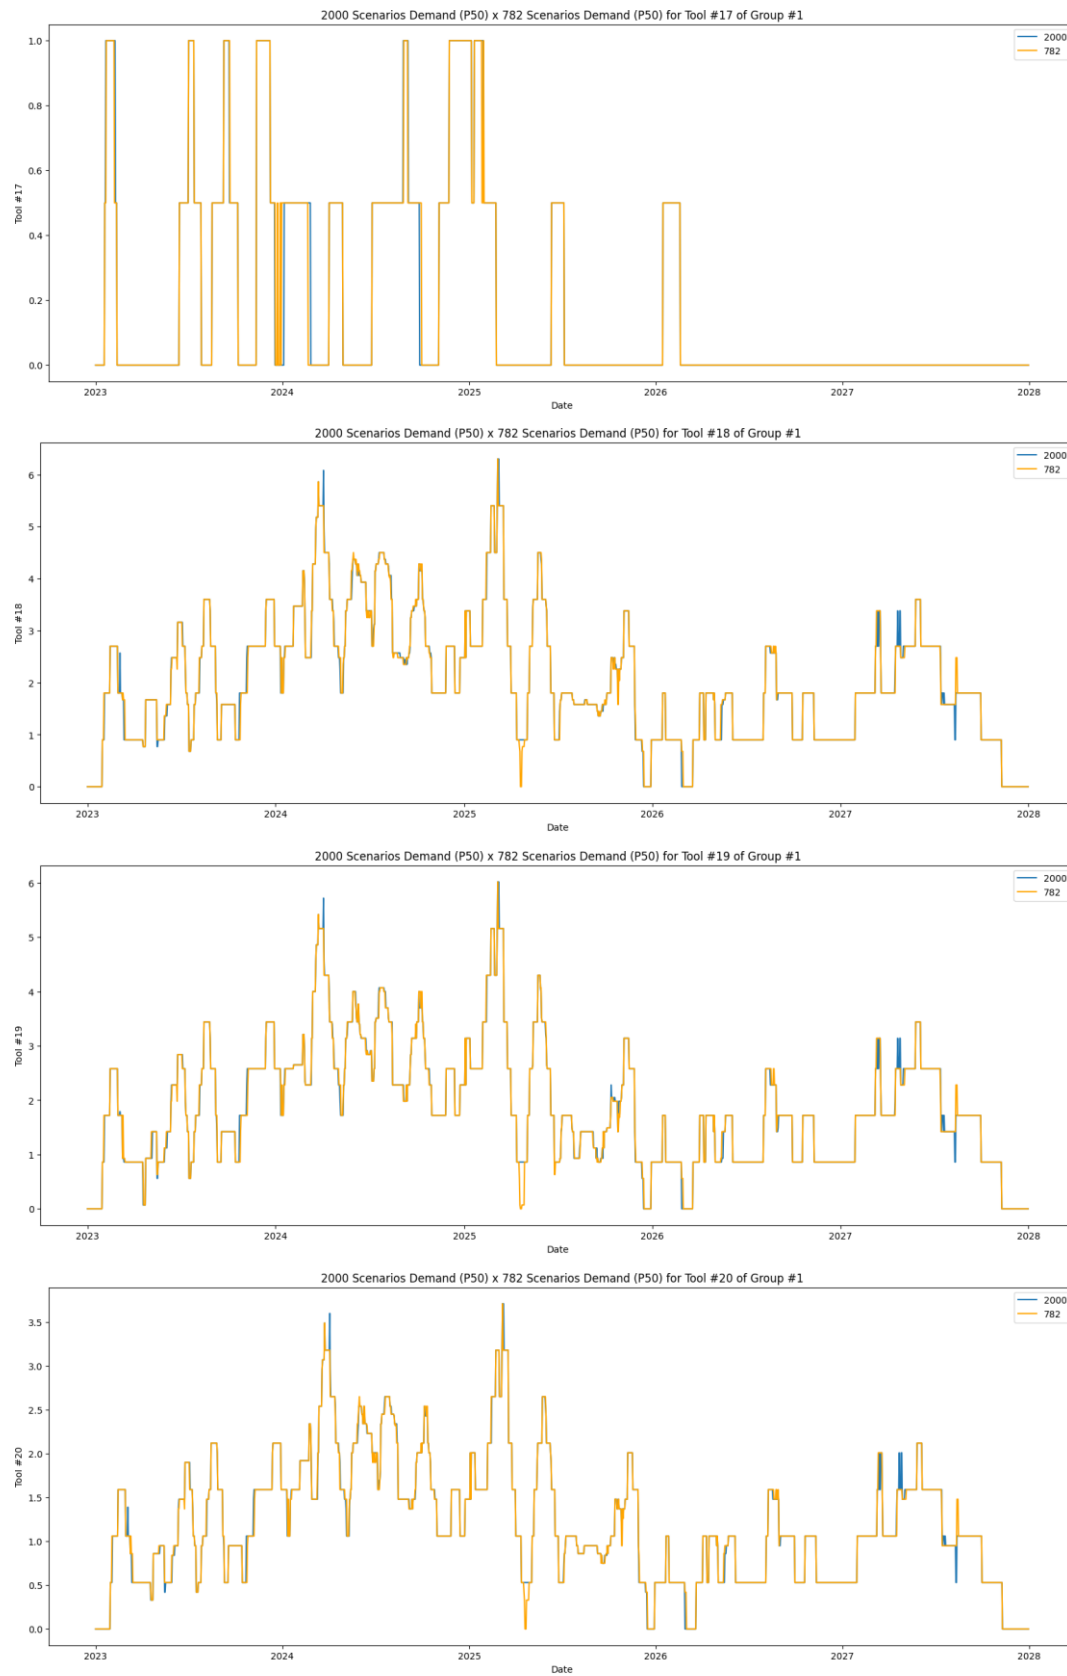 2000 Scenarios Demand (P50) x 782 Scenarios Demand (P50) for Tool #17 of Group #1
2000
782
1.0
0.8
0.6
0.4
0.2
0.0
Tool #17
2023 2024 2025 2026 2027 2028
Date
2000 Scenarios Demand (P50) x 782 Scenarios Demand (P50) for Tool #18 of Group #1
2000
782
6
5
4
3
2
1
0
Tool #18
2023 2024 2025 2026 2027 2028
Date
2000 Scenarios Demand (P50) x 782 Scenarios Demand (P50) for Tool #19 of Group #1
2000
782
6
5
4
3
2
1
0
Tool #19
2023 2024 2025 2026 2027 2028
Date
2000 Scenarios Demand (P50) x 782 Scenarios Demand (P50) for Tool #20 of Group #1
2000
782
3.5
3.0
2.5
2.0
1.5
1.0
0.5
0.0
Tool #20
2023 2024 2025 2026 2027 2028
Date